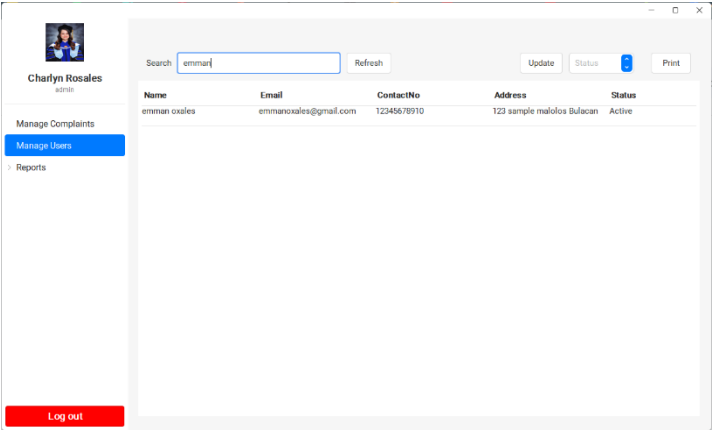 Charlyn Rosales
admin
Manage Complaints
Manage Users
Reports
Log out
Search emman Refresh Update Status Print
Name Email ContactNo Address Status
emman oxales emmanoxales@gmail.com 12345678910 123 sample malolos Bulacan Active